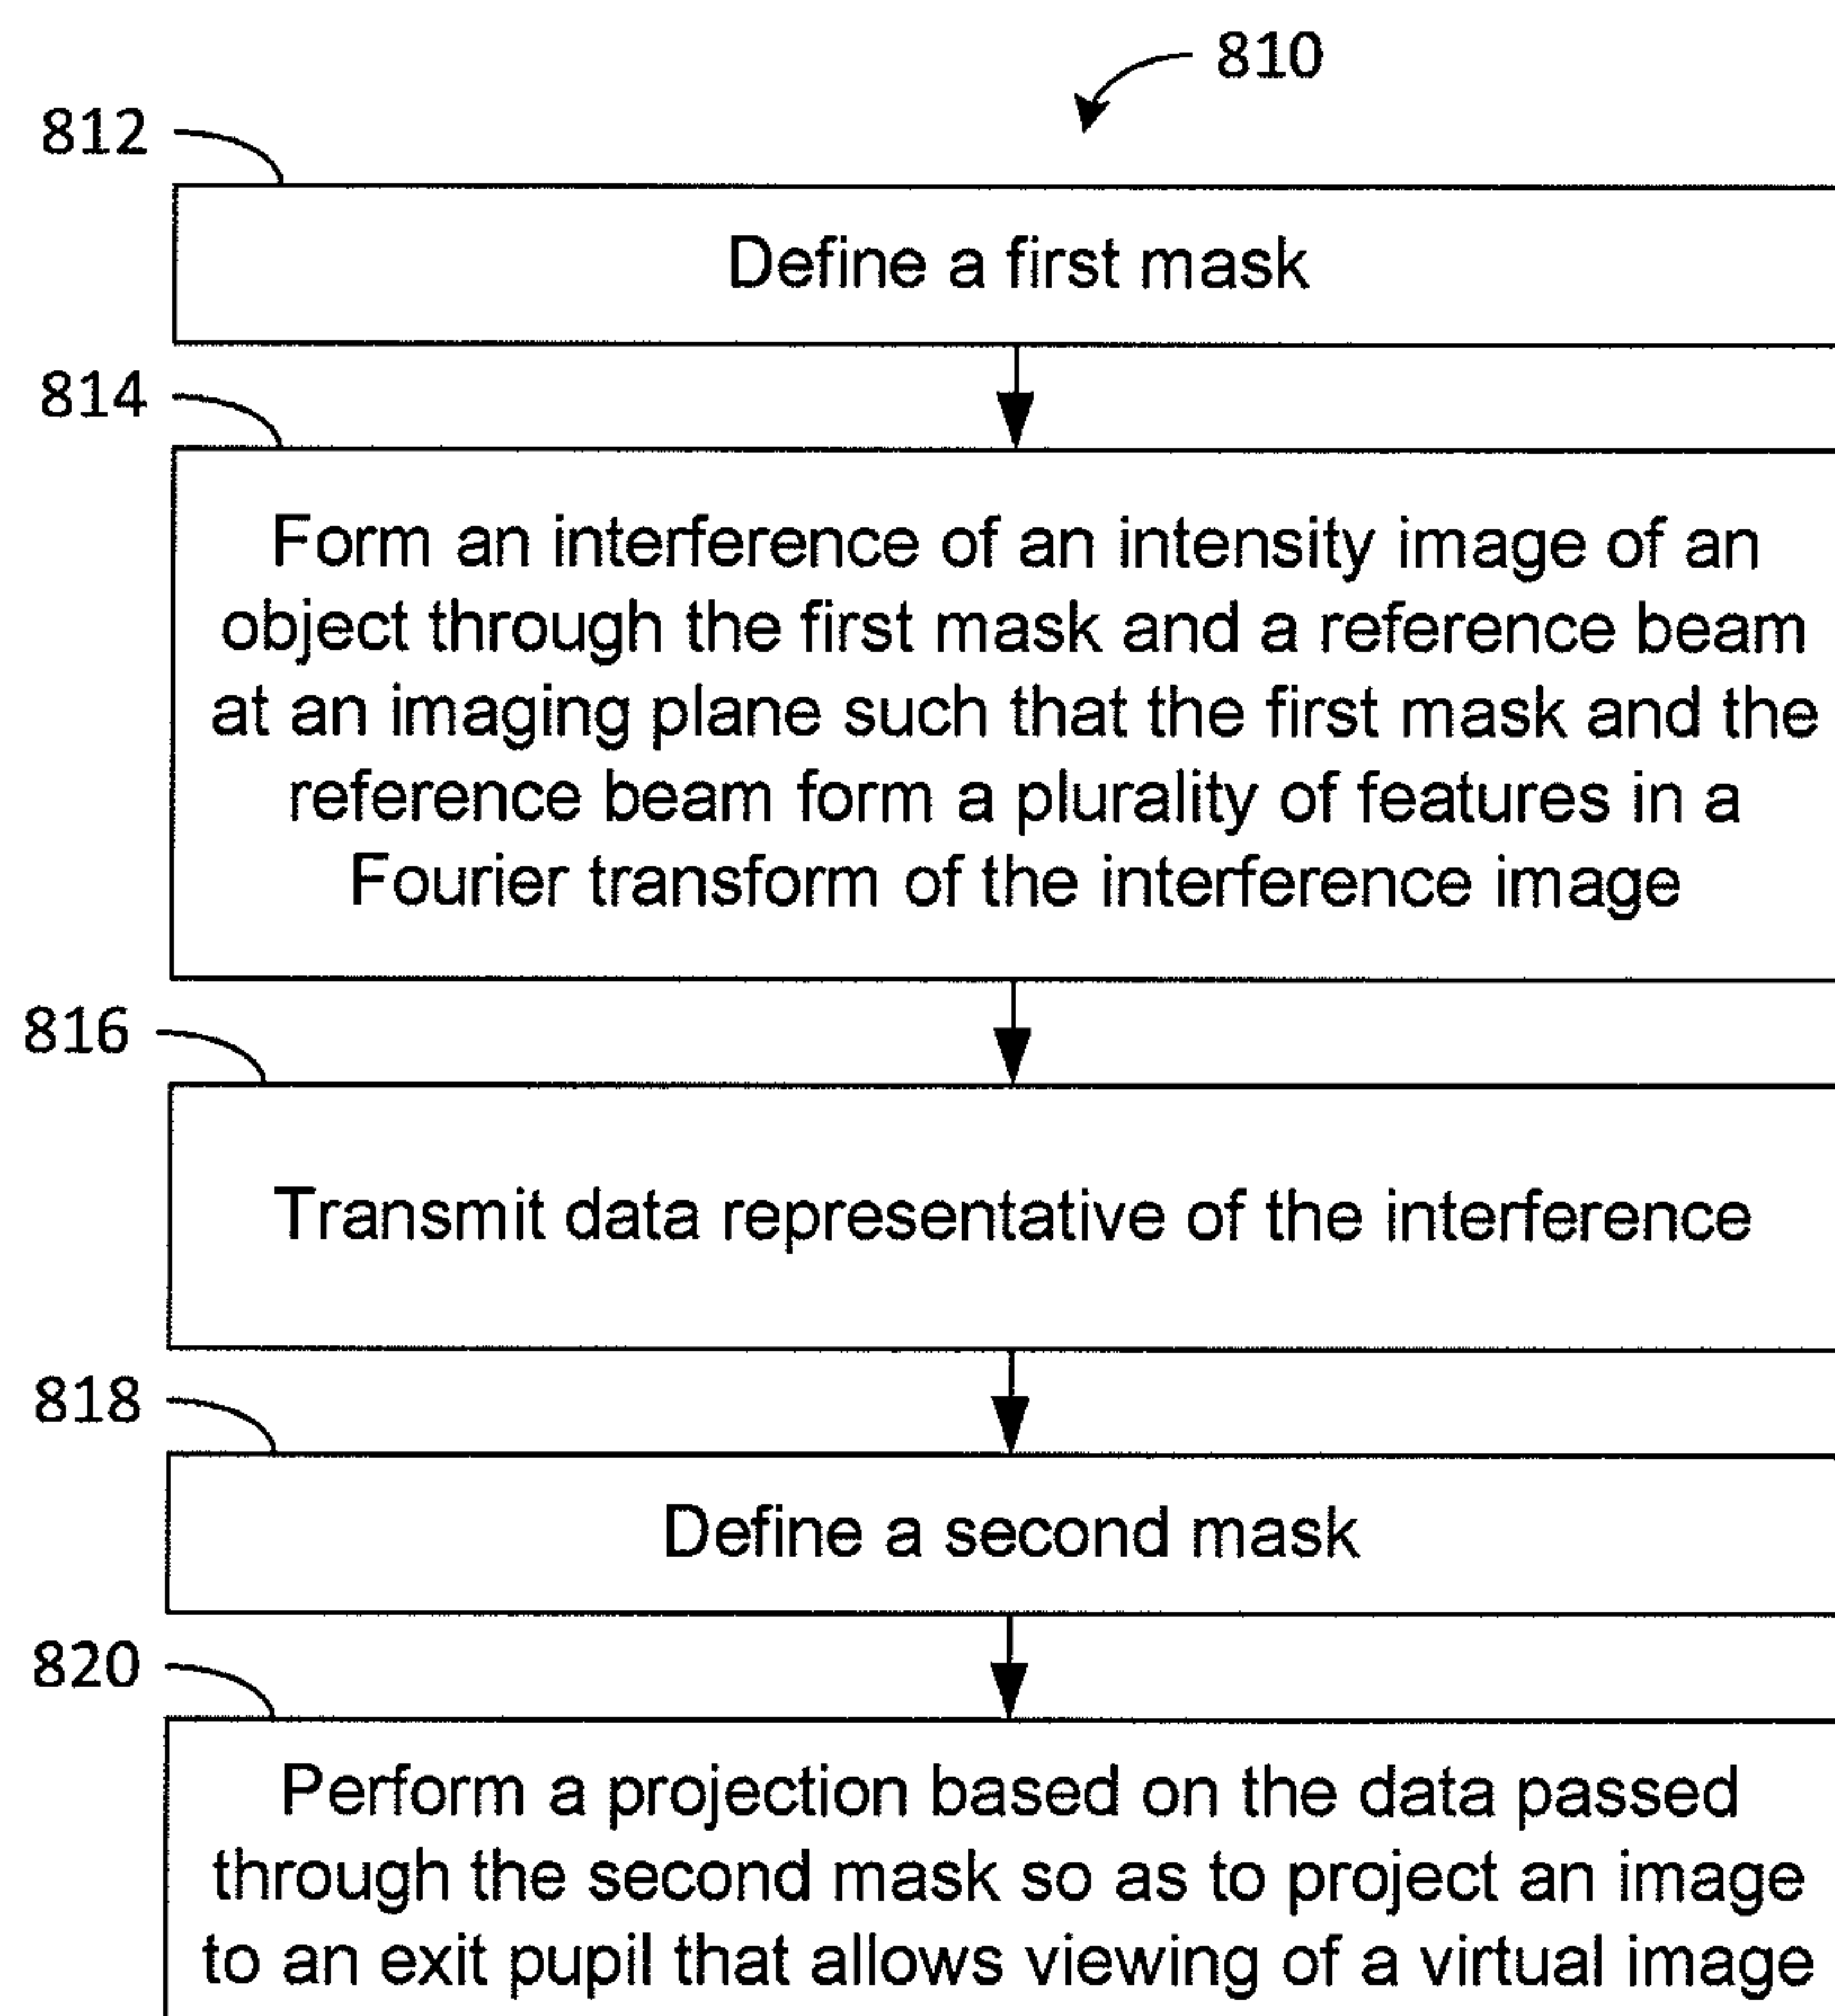 810
812
Define a first mask
814
Form an interference of an intensity image of an
object through the first mask and a reference beam
at an imaging plane such that the first mask and the
reference beam form a plurality of features in a
Fourier transform of the interference image
816
Transmit data representative of the interference
818
Define a second mask
820
Perform a projection based on the data passed
through the second mask so as to project an image
to an exit pupil that allows viewing of a virtual image